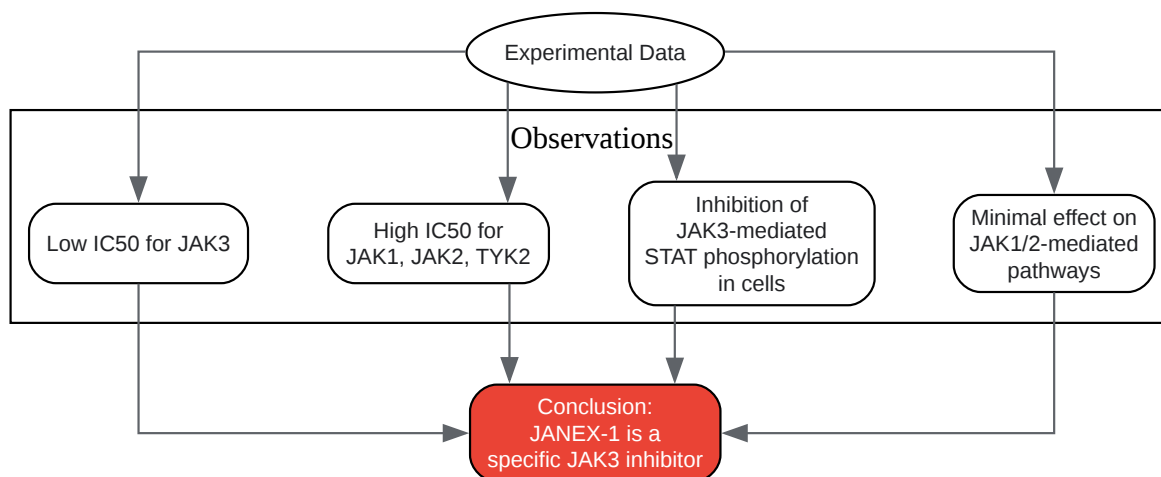 Experimental Data
Observations
Low IC50 for JAK3
High IC50 for
JAK1, JAK2, TYK2
Inhibition of
JAK3-mediated
STAT phosphorylation
in cells
Minimal effect on
JAK1/2-mediated
pathways
Conclusion:
JANEX-1 is a
specific JAK3 inhibitor